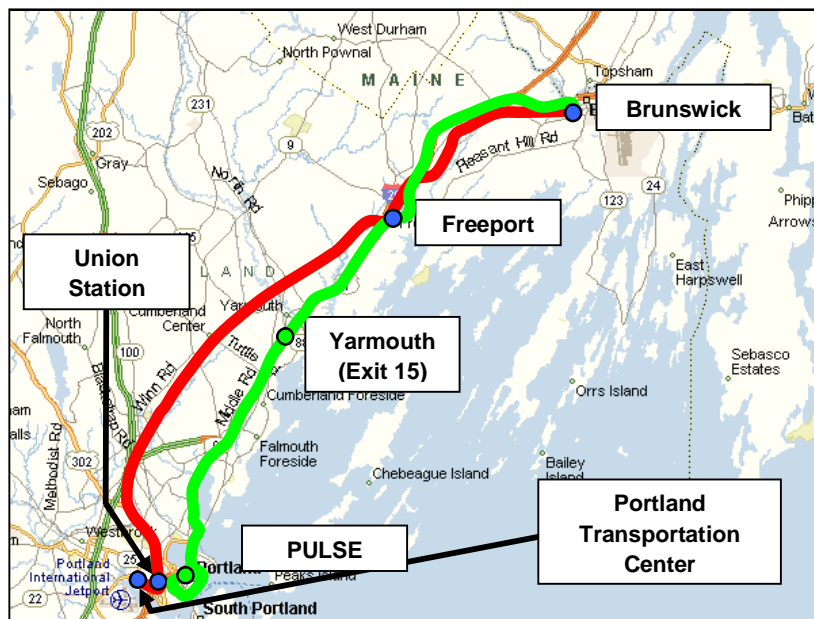 West Durham
North Pownal
MAINE
Topsham
Brunswick
231
202
Gray
9
Pleasant Hill Rd
Sebago
North Rd
24
123
Freeport
Union
Station
LAND
East
Harpswell
Cumberland
Center
Yarmouth
North
Falmouth
Tuttle
88
Yarmouth
(Exit 15)
100
Winn Rd
Blackstrap Rd
Middle Rd
Cumberland Foreside
Orrs Island
Sebasco
Estates
Methodist Rd
302
Falmouth
Foreside
Chebeague Island
Bailey
Island
Westbrook
25
PULSE
Portland
Transportation
Center
Portland
International
Jetport
Portland
Peaks Island
22
South Portland